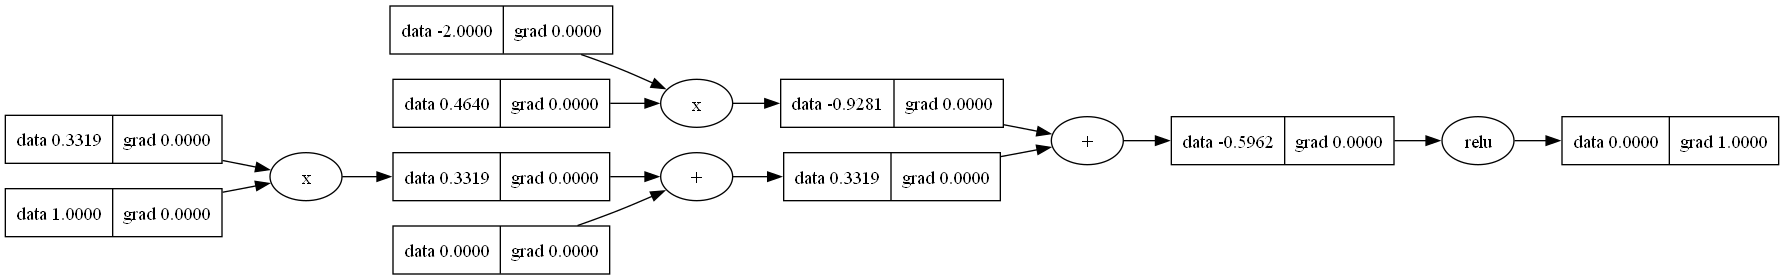 data -2.0000 grad 0.0000
data 0.4640 grad 0.0000
x
data -0.9281 grad 0.0000
data 0.3319 grad 0.0000
data 1.0000 grad 0.0000
x
data 0.3319 grad 0.0000
data 0.0000 grad 0.0000
+
data 0.3319 grad 0.0000
+
data -0.5962 grad 0.0000
relu
data 0.0000 grad 1.0000